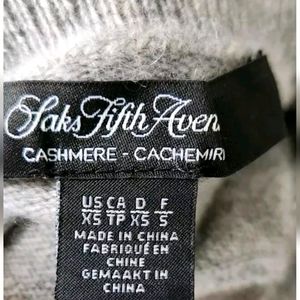 Saks Fifth Aven
CASHMERE - CACHEMIR
US CA D F
XS TP XS S
MADE IN CHINA
FABRIQUÉ EN
CHINE
GEMAAKT IN
CHINA